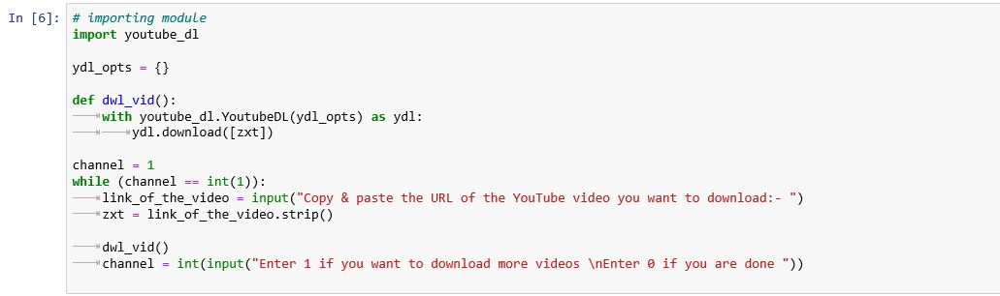 In [6]: # importing module
import youtube_dl
ydl_opts = {}
def dwl_vid():
with youtube_dl.YoutubeDL(ydl_opts) as ydl:
ydl.download([zxt])
channel = 1
while (channel == int(1)):
link_of_the_video = input("Copy & paste the URL of the YouTube video you want to download:- ")
zxt = link_of_the_video.strip()
dwl_vid()
channel = int(input("Enter 1 if you want to download more videos \nEnter 0 if you are done "))